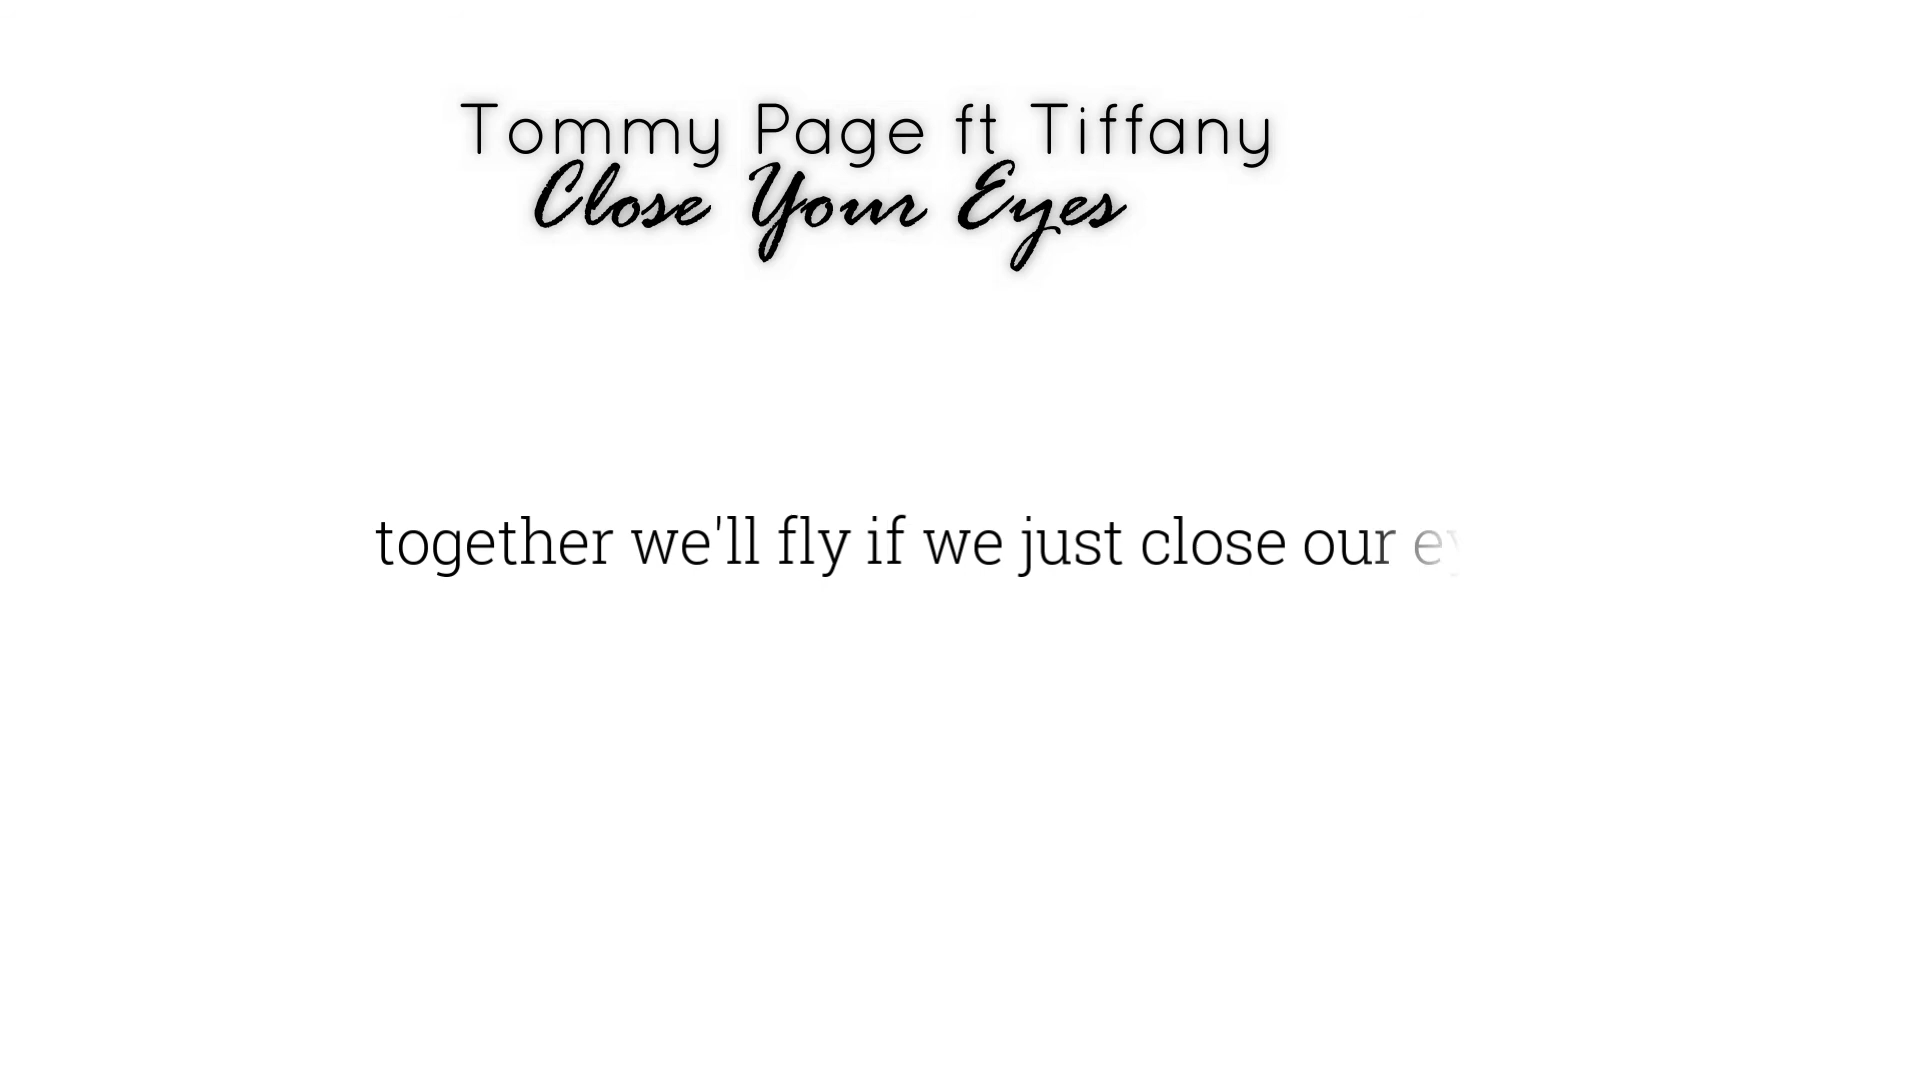 Tommy Page ft Tiffany
Close Your Eyes
together we'll fly if we just close our